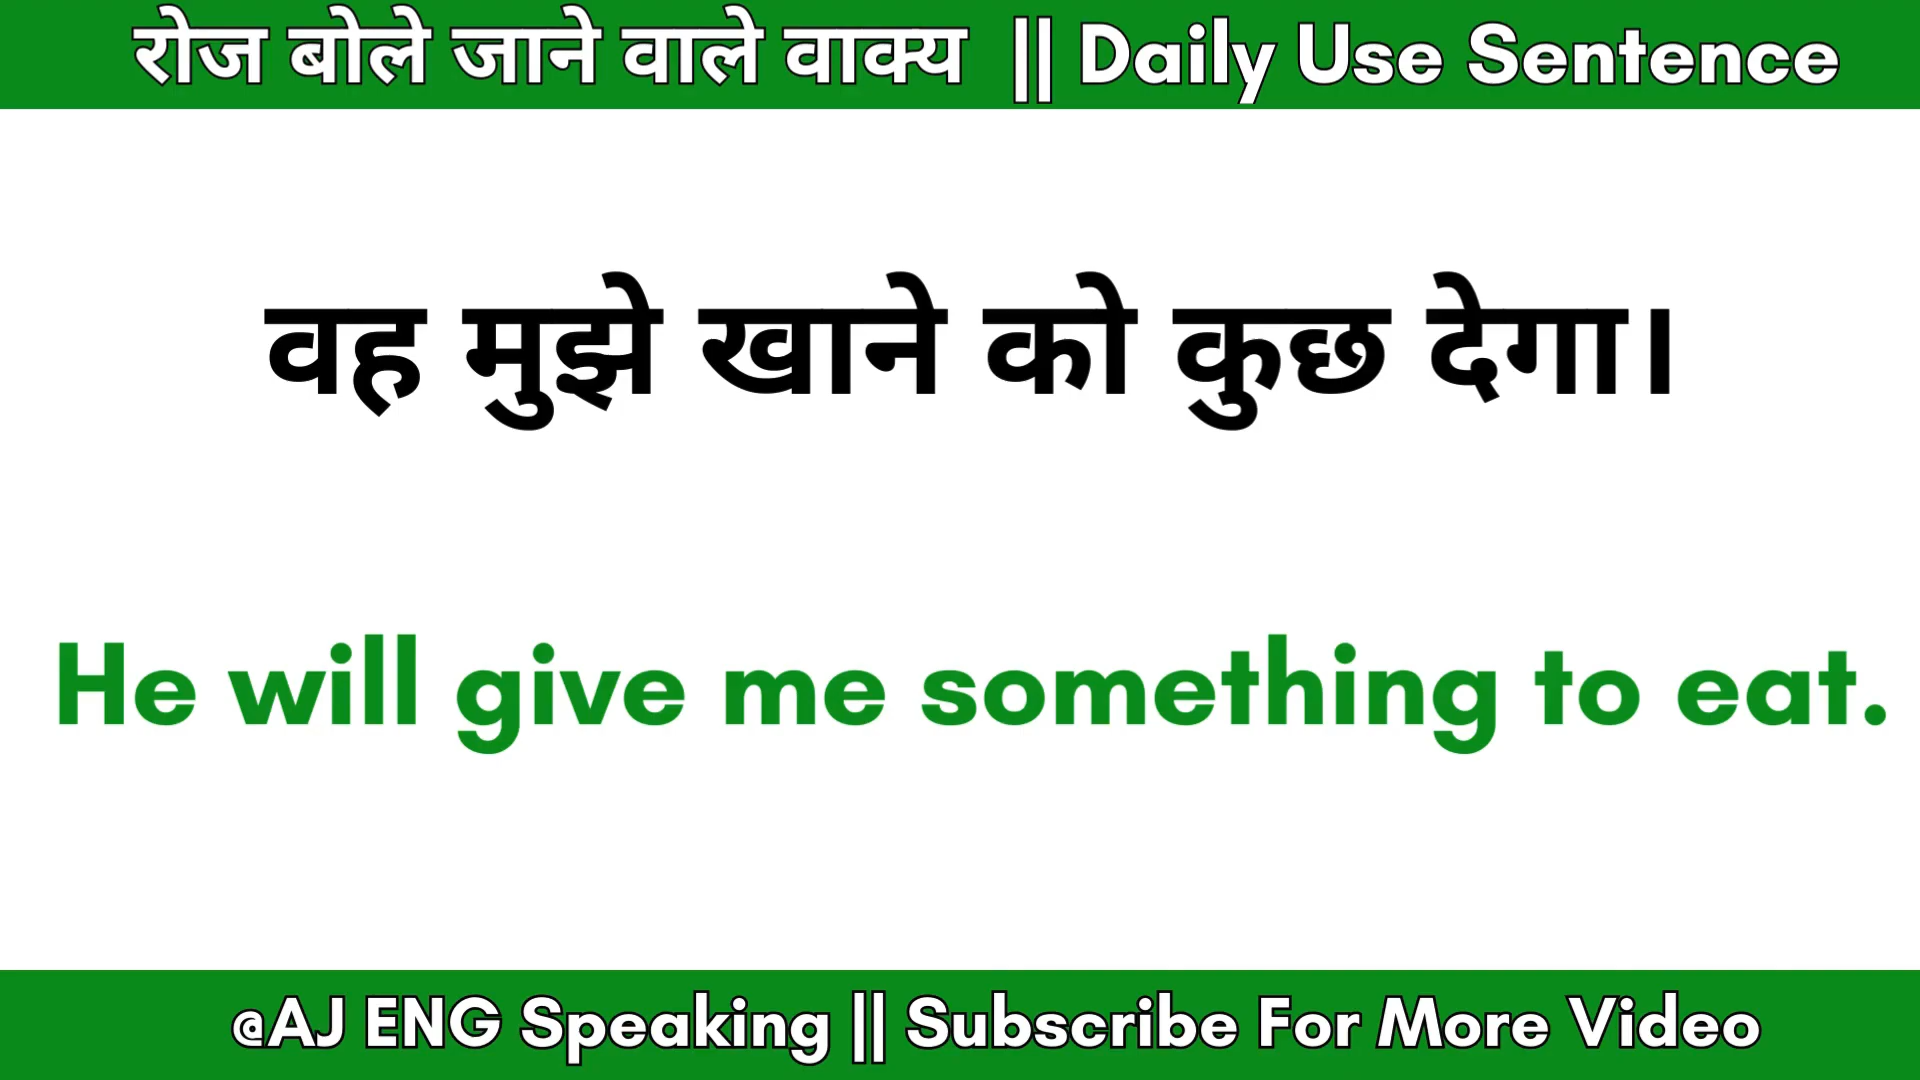 रोज बोले जाने वाले वाक्य || Daily Use Sentence
वह मुझे खाने को कुछ देगा।
He will give me something to eat.
@AJ ENG Speaking || Subscribe For More Video